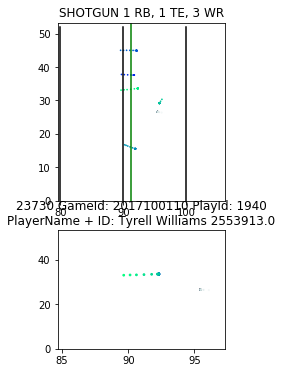 SHOTGUN 1 RB, 1 TE, 3 WR
50
40
30
20
10
0
80 90 100
23730 GameId: 2017100110 PlayId: 1940
PlayerName + ID: Tyrell Williams 2553913.0
40
20
0
85 90 95